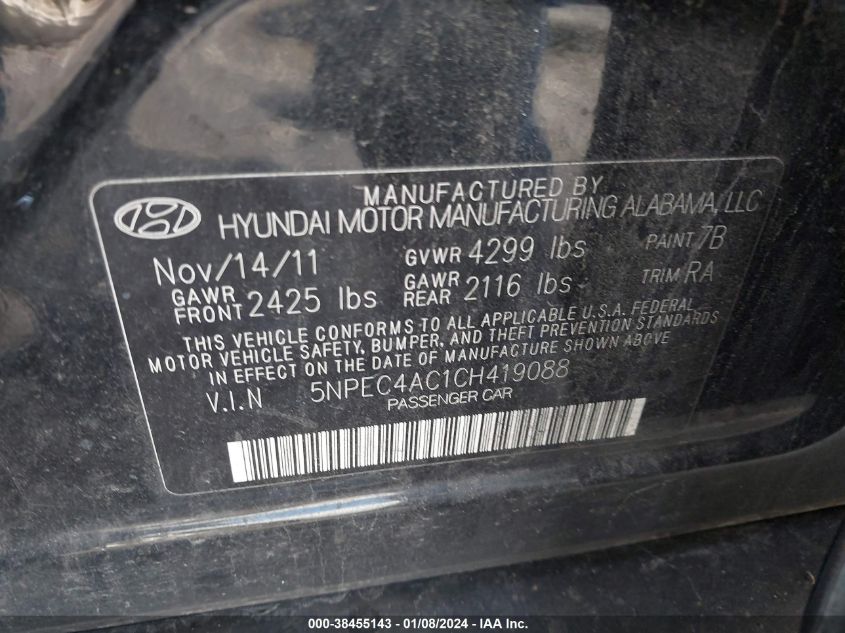 MANUFACTURED BY
HYUNDAI MOTOR MANUFACTURING ALABAMA, LLC
Nov/14/11 GVWR 4299 lbs PAINT 7B
GAWR FRONT 2425 lbs GAWR REAR 2116 lbs TRIM RA
THIS VEHICLE CONFORMS TO ALL APPLICABLE U.S.A. FEDERAL
MOTOR VEHICLE SAFETY, BUMPER, AND THEFT PREVENTION STANDARDS
IN EFFECT ON THE DATE OF MANUFACTURE SHOWN ABOVE
V.I.N 5NPEC4AC1CH419088
PASSENGER CAR
000-38455143 - 01/08/2024 - IAA Inc.